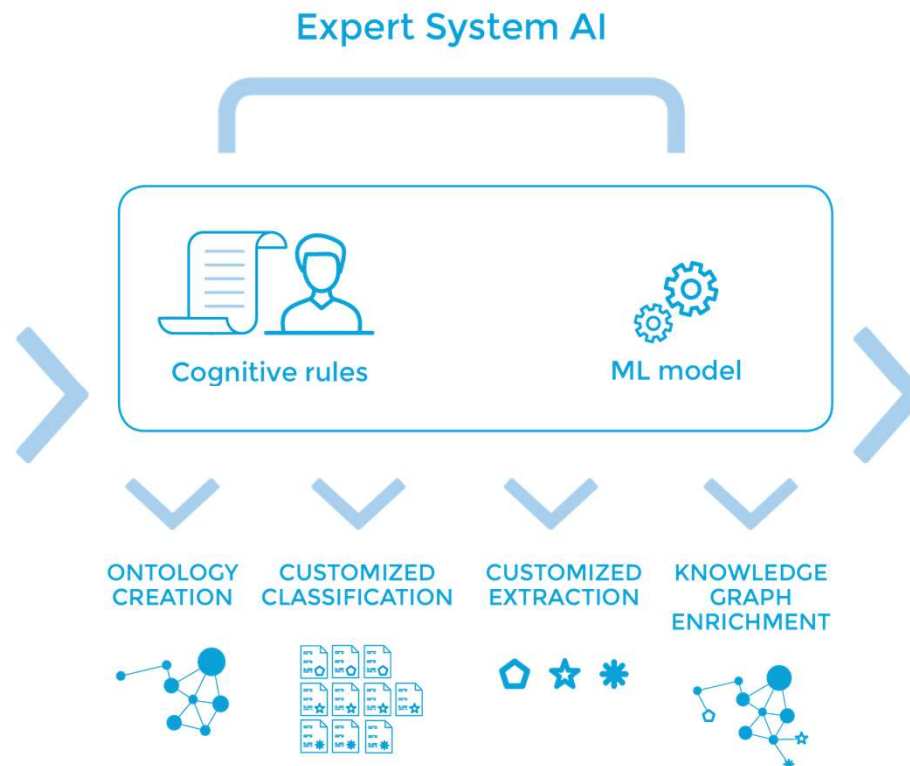 Expert System AI
Cognitive rules
ML model
ONTOLOGY
CREATION
CUSTOMIZED
CLASSIFICATION
CUSTOMIZED
EXTRACTION
KNOWLEDGE
GRAPH
ENRICHMENT